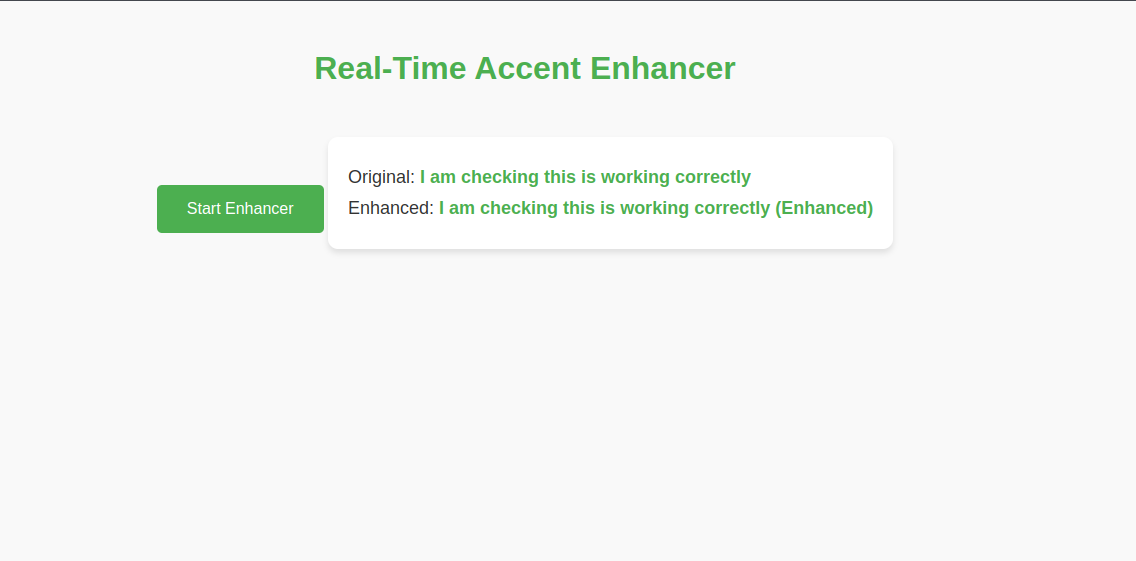 Real-Time Accent Enhancer
Start Enhancer
Original: I am checking this is working correctly
Enhanced: I am checking this is working correctly (Enhanced)